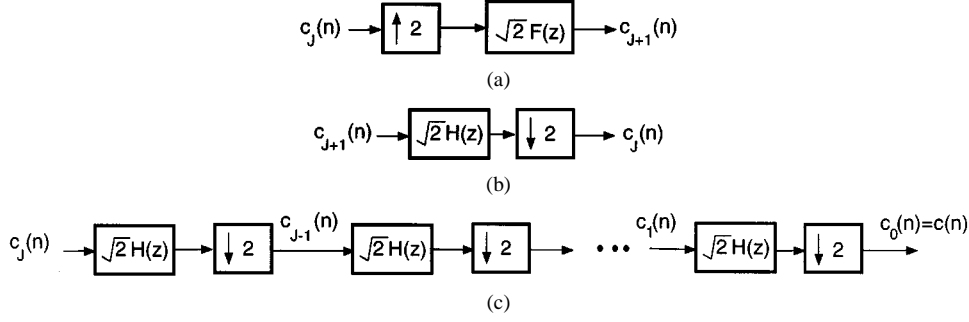 c_J(n) ↑ 2 √2 F(z) c_{J+1}(n)
(a)
c_{J+1}(n) √2 H(z) ↓ 2 c_J(n)
(b)
c_J(n) √2 H(z) ↓ 2 c_{J-1}(n) √2 H(z) ↓ 2 ••• c_1(n) √2 H(z) ↓ 2 c_0(n)=c(n)
(c)